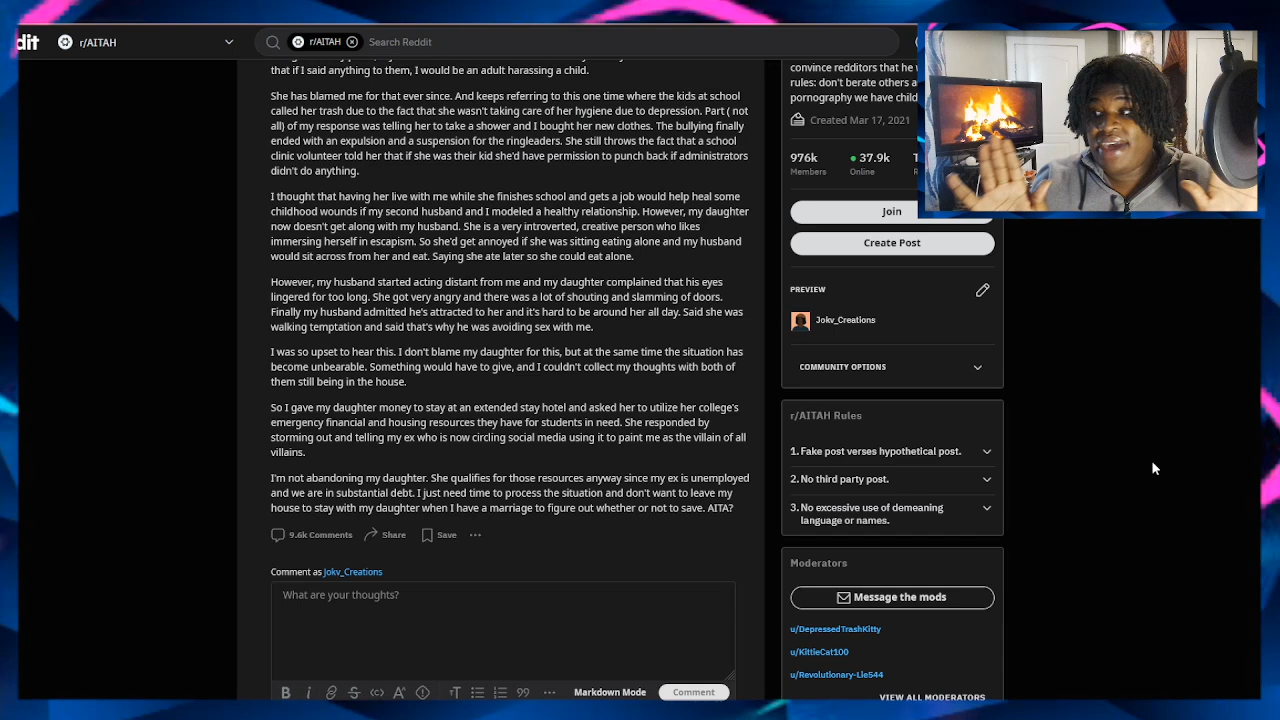 dit
r/AITAH
r/AITAH
Search Reddit
that if I said anything to them, I would be an adult harassing a child.
She has blamed me for that ever since. And keeps referring to this one time where the kids at school
called her trash due to the fact that she wasn't taking care of her hygiene due to depression. Part ( not
all) of my response was telling her to take a shower and I bought her new clothes. The bullying finally
ended with an expulsion and a suspension for the ringleaders. She still throws the fact that a school
clinic volunteer told her that if she was their kid she'd have permission to punch back if administrators
didn't do anything.
I thought that having her live with me while she finishes school and gets a job would help heal some
childhood wounds if my second husband and I modeled a healthy relationship. However, my daughter
now doesn't get along with my husband. She is a very introverted, creative person who likes
immersing herself in escapism. So she'd get annoyed if she was sitting eating alone and my husband
would sit across from her and eat. Saying she ate later so she could eat alone.
However, my husband started acting distant from me and my daughter complained that his eyes
lingered for too long. She got very angry and there was a lot of shouting and slamming of doors.
Finally my husband admitted he's attracted to her and it's hard to be around her all day. Said she was
walking temptation and said that's why he was avoiding sex with me.
I was so upset to hear this. I don't blame my daughter for this, but at the same time the situation has
become unbearable. Something would have to give, and I couldn't collect my thoughts with both of
them still being in the house.
So I gave my daughter money to stay at an extended stay hotel and asked her to utilize her college's
emergency financial and housing resources they have for students in need. She responded by
storming out and telling my ex who is now circling social media using it to paint me as the villain of all
villains.
I'm not abandoning my daughter. She qualifies for those resources anyway since my ex is unemployed
and we are in substantial debt. I just need time to process the situation and don't want to leave my
house to stay with my daughter when I have a marriage to figure out whether or not to save. AITA?
9.6k Comments
Share
Save
Comment as Jokv_Creations
What are your thoughts?
Markdown Mode
Comment
convince redditors that he w
rules: don't berate others a
pornography we have child
Created Mar 17, 2021
976k
37.9k
Members
Online
Join
Create Post
PREVIEW
Jokv_Creations
COMMUNITY OPTIONS
r/AITAH Rules
1. Fake post verses hypothetical post.
2. No third party post.
3. No excessive use of demeaning
language or names.
Moderators
Message the mods
u/DepressedTrashKitty
u/KittieCat100
u/Revolutionary-Lie544
VIEW ALL MODERATORS